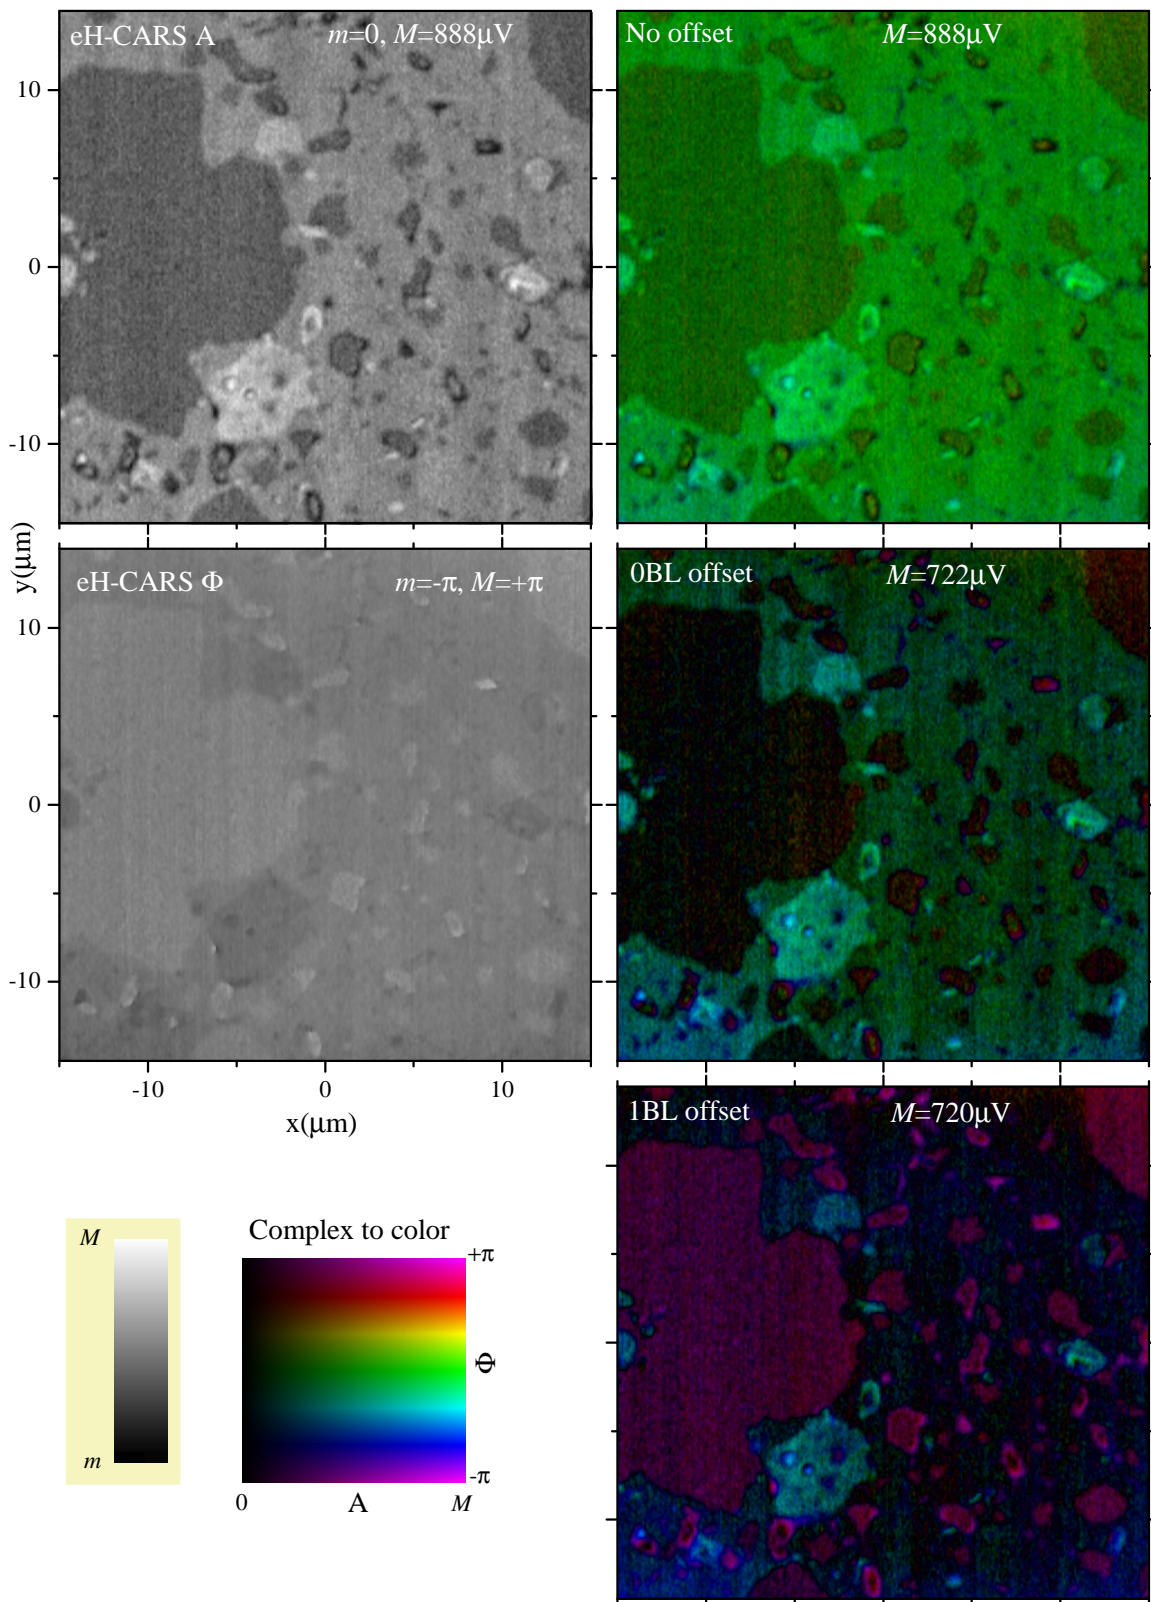 eH-CARS A m=0, M=888μV
No offset M=888μV
10
0
-10
y(μm)
eH-CARS Φ m=-π, M=+π
0BL offset M=722μV
10
0
-10
-10 0 10
x(μm)
1BL offset M=720μV
M
m
Complex to color
+π
Φ
-π
0 A M